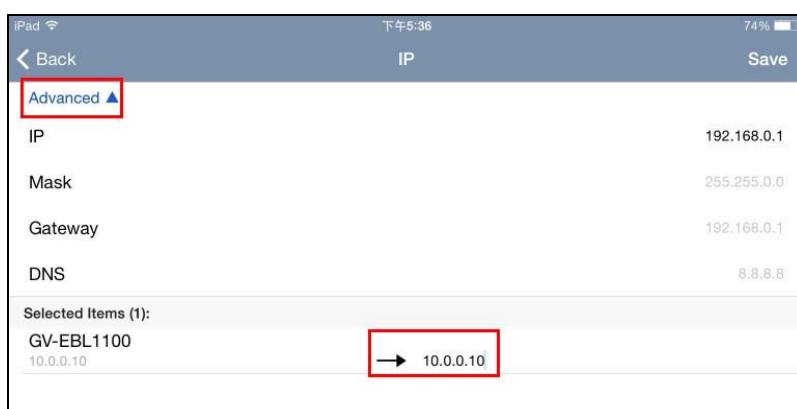 iPad 下午5:36 74%
Back IP Save
Advanced ▲
IP 192.168.0.1
Mask 255.255.0.0
Gateway 192.168.0.1
DNS 8.8.8.8
Selected Items (1):
GV-EBL1100
10.0.0.10 → 10.0.0.10